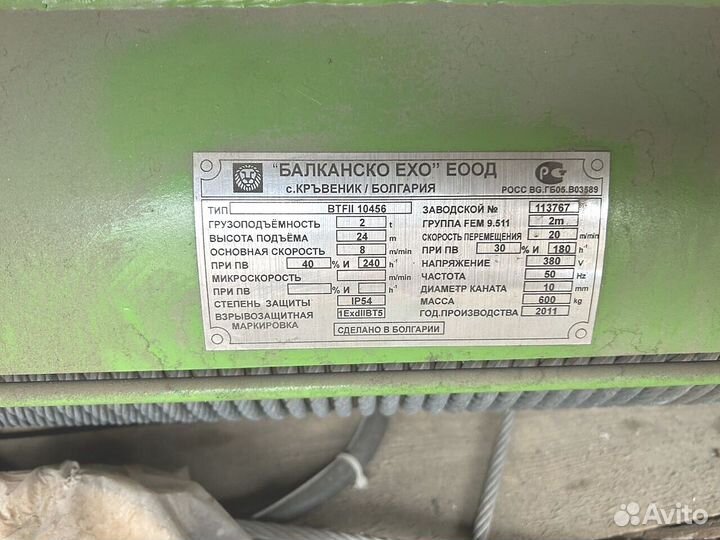 "БАЛКАНСКО ЕХО" ЕООД
с.КРЪВЕНИК / БОЛГАРИЯ
РОСС BG.ГБ05.В03589
ТИП BTFII 10456
ГРУЗОПОДЪЁМНОСТЬ 2 t
ВЫСОТА ПОДЪЁМА 24 m
ОСНОВНАЯ СКОРОСТЬ 8 m/min
ПРИ ПВ 40 % И 240 h⁻¹
МИКРОСКОРОСТЬ m/min
ПРИ ПВ % И h⁻¹
СТЕПЕНЬ ЗАЩИТЫ IP54
ВЗРЫВОЗАЩИТНАЯ МАРКИРОВКА 1ExdIIBT5
ЗАВОДСКОЙ № 113767
ГРУППА FEM 9.511 2m
СКОРОСТЬ ПЕРЕМЕЩЕНИЯ 20 m/min
ПРИ ПВ 30 % И 180 h⁻¹
НАПРЯЖЕНИЕ 380 V
ЧАСТОТА 50 Hz
ДИАМЕТР КАНАТА 10 mm
МАССА 600 kg
ГОД.ПРОИЗВОДСТВА 2011
СДЕЛАНО В БОЛГАРИИ
Avito